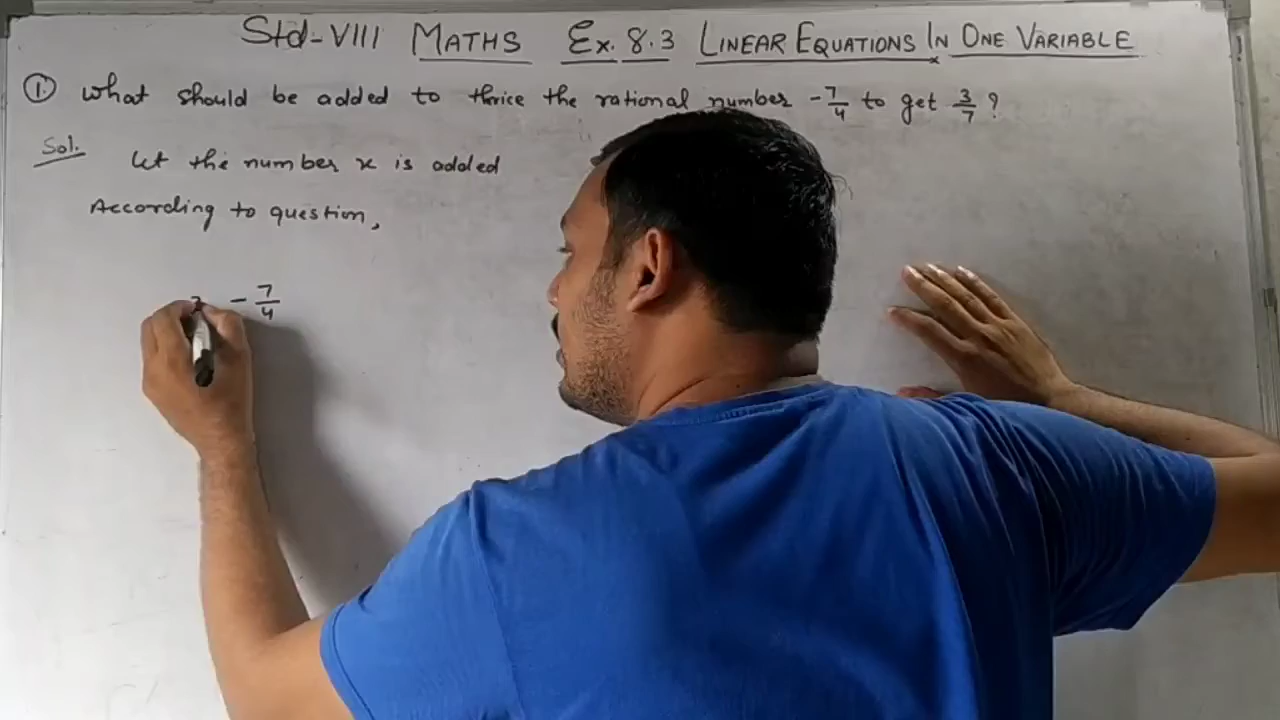 Std-VIII MATHS Ex. 8.3 LINEAR EQUATIONS IN ONE VARIABLE
① What should be added to thrice the rational number -7/4 to get 3/7 ?
Sol. Let the number x is added
According to question,
-7/4